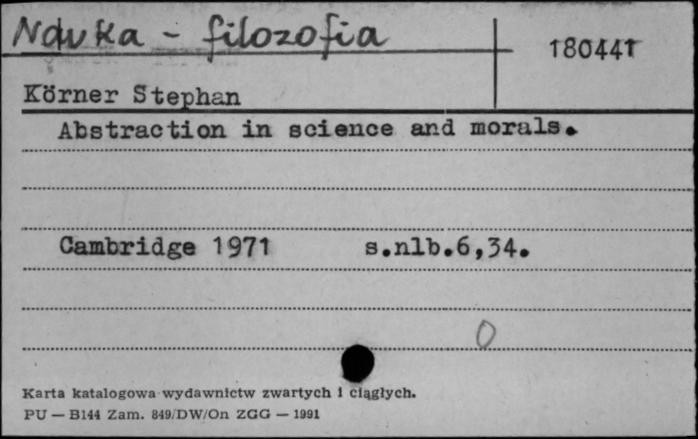 Nauka - filozofia
180441
Körner Stephan
Abstraction in science and morals.
Cambridge 1971 s.nlb.6,34.
0
Karta katalogowa wydawnictw zwartych i ciągłych.
PU — B144 Zam. 849/DW/On ZGG — 1991